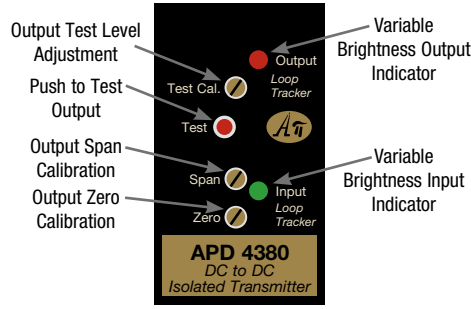 Output Test Level
Adjustment
Push to Test
Output
Output Span
Calibration
Output Zero
Calibration
Test Cal.
Test
Span
Zero
Output
Loop
Tracker
Input
Loop
Tracker
APD 4380
DC to DC
Isolated Transmitter
Variable
Brightness Output
Indicator
Variable
Brightness Input
Indicator